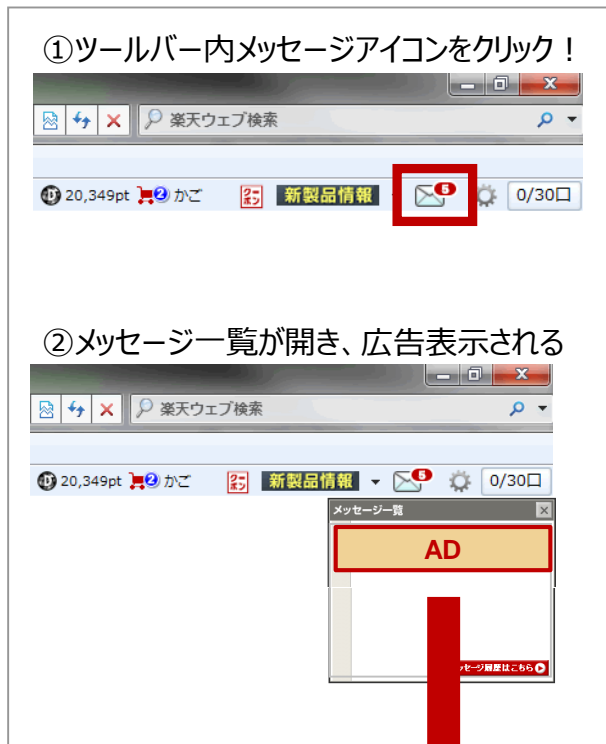 ①ツールバー内メッセージアイコンをクリック！
楽天ウェブ検索
20,349pt 2 かご クーポン 新製品情報 5 0/30口
②メッセージ一覧が開き、広告表示される
楽天ウェブ検索
20,349pt 2 かご クーポン 新製品情報 5 0/30口
メッセージ一覧
AD
セージ履歴はこちら